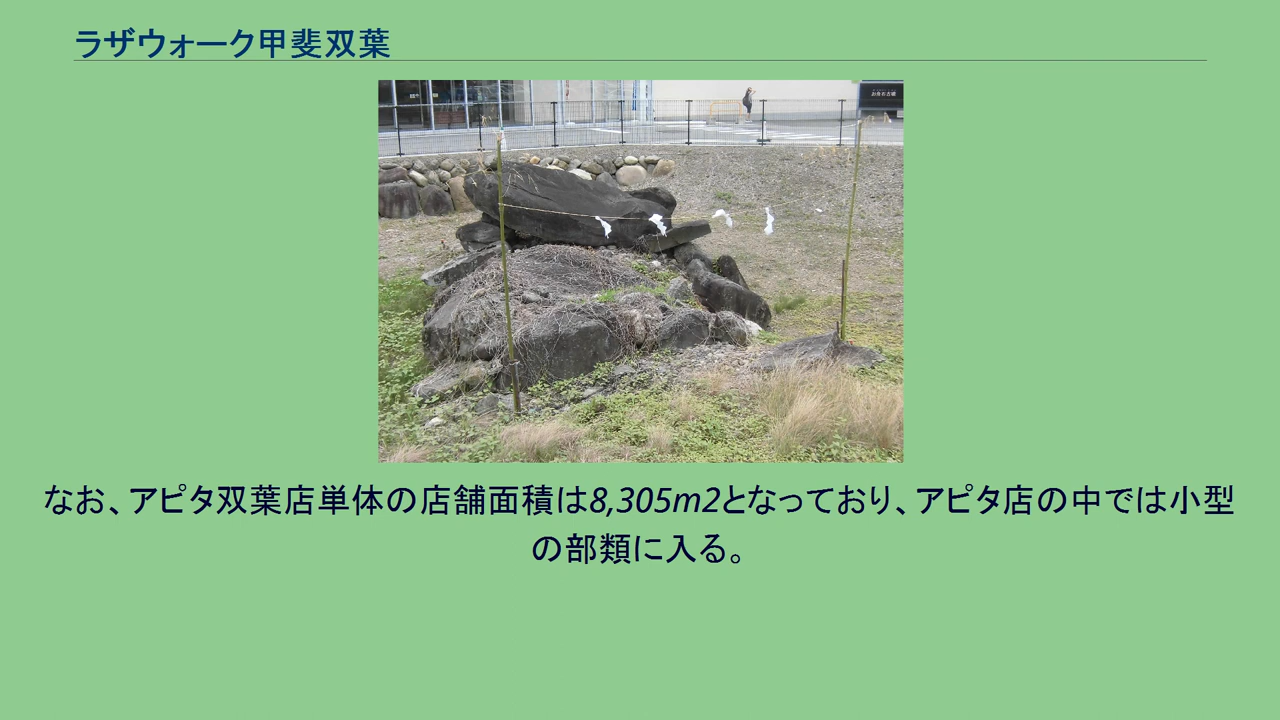 ラザウォーク甲斐双葉
なお、アピタ双葉店単体の店舗面積は8,305m2となっており、アピタ店の中では小型
の部類に入る。